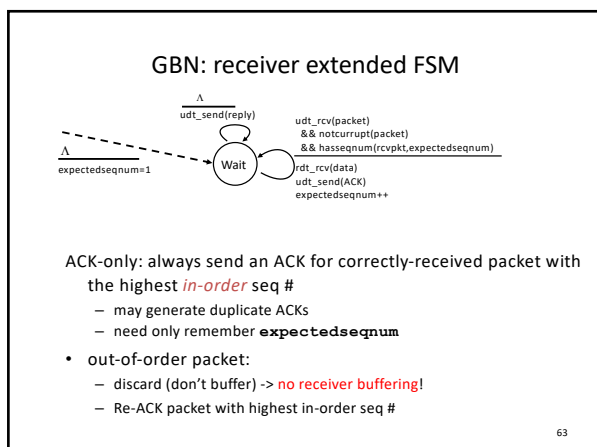 GBN: receiver extended FSM
Λ
udt_send(reply)
udt_rcv(packet)
&& notcurrupt(packet)
&& hasseqnum(rcvpkt,expectedseqnum)
Λ
expectedseqnum=1
Wait
rdt_rcv(data)
udt_send(ACK)
expectedseqnum++
ACK-only: always send an ACK for correctly-received packet with
the highest in-order seq #
– may generate duplicate ACKs
– need only remember expectedseqnum
• out-of-order packet:
– discard (don't buffer) -> no receiver buffering!
– Re-ACK packet with highest in-order seq #
63